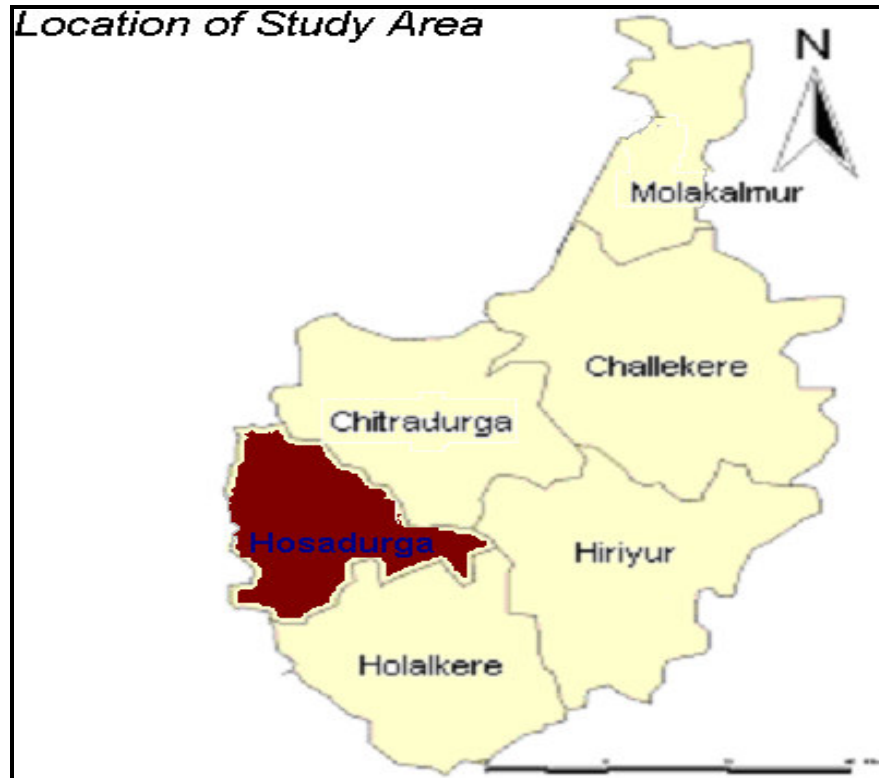 Location of Study Area
N
Molakalmur
Challekere
Chitradurga
Hosadurga
Hiriyur
Holalkere